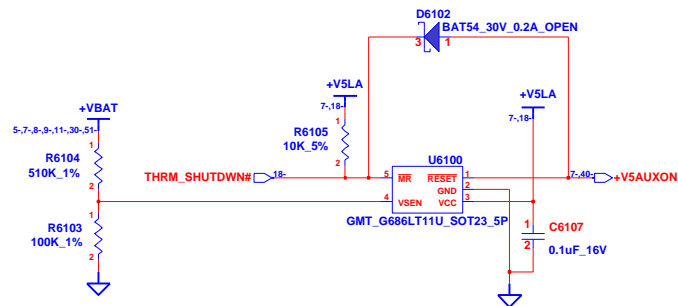 D6102
BAT54_30V_0.2A_OPEN
3 1
+V5LA
7-,18-
+V5LA
7-,18-
+VBAT
5-,7-,8-,9-,11-,30-,51-
1
R6105
10K_5%
2
1
R6104
510K_1%
2
U6100
THRM_SHUTDWN# 18-
5 MR RESET 1
GND 2
4 VSEN VCC 3
7-,40- +V5AUXON
GMT_G686LT11U_SOT23_5P
1
R6103
100K_1%
2
C6107
1
2
0.1uF_16V